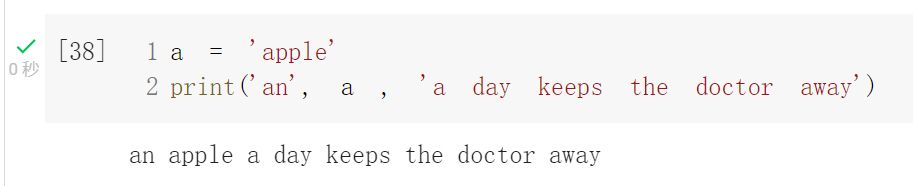 [38] 1 a = 'apple'
0 秒 2 print('an', a , 'a day keeps the doctor away')
an apple a day keeps the doctor away